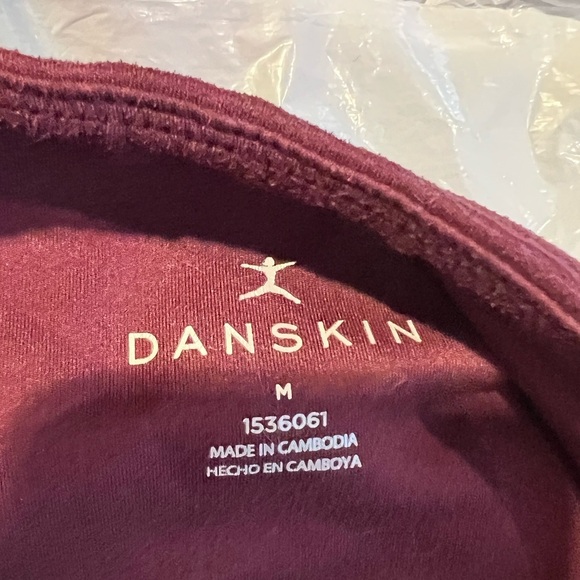 DANSKIN
M
1536061
MADE IN CAMBODIA
HECHO EN CAMBOYA